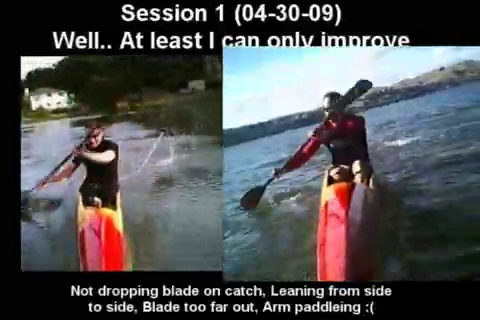 Session 1 (04-30-09)
Well.. At least I can only improve
Not dropping blade on catch, Leaning from side
to side, Blade too far out, Arm paddleing :(